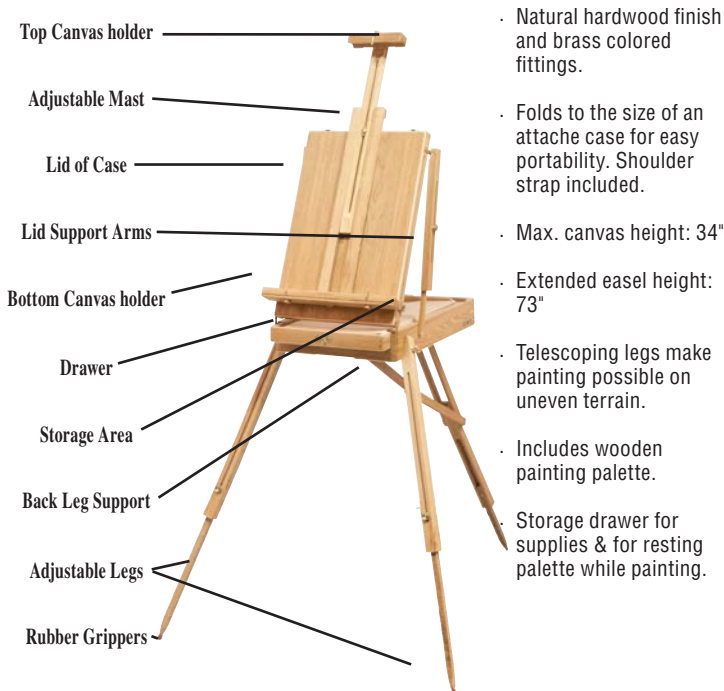 Top Canvas holder
Adjustable Mast
Lid of Case
Lid Support Arms
Bottom Canvas holder
Drawer
Storage Area
Back Leg Support
Adjustable Legs
Rubber Grippers
· Natural hardwood finish
and brass colored
fittings.
· Folds to the size of an
attache case for easy
portability. Shoulder
strap included.
· Max. canvas height: 34"
· Extended easel height:
73"
· Telescoping legs make
painting possible on
uneven terrain.
· Includes wooden
painting palette.
· Storage drawer for
supplies & for resting
palette while painting.